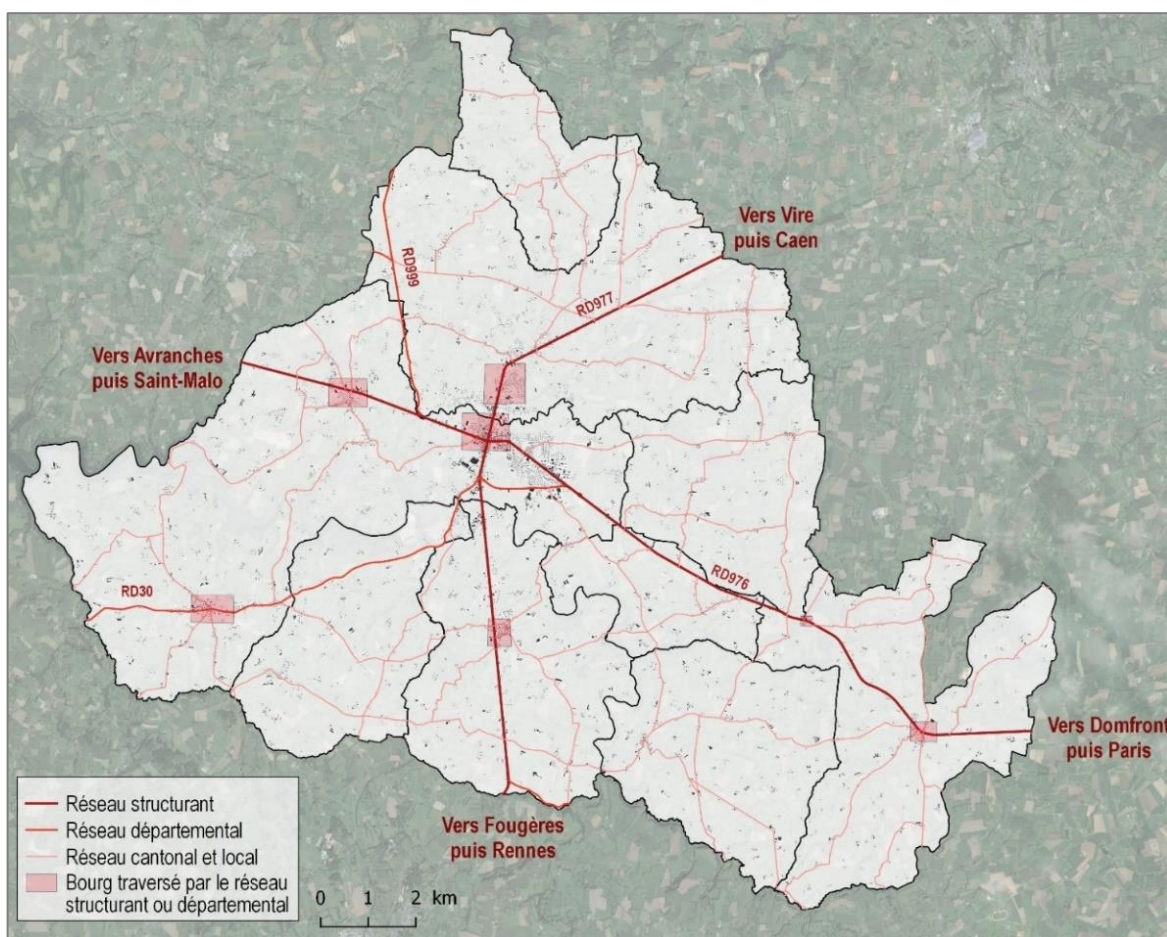 Vers Vire
puis Caen
RD999
RD977
Vers Avranches
puis Saint-Malo
RD976
RD30
Vers Domfront
puis Paris
Vers Fougères
puis Rennes
Réseau structurant
Réseau départemental
Réseau cantonal et local
Bourg traversé par le réseau
structurant ou départemental
0 1 2 km